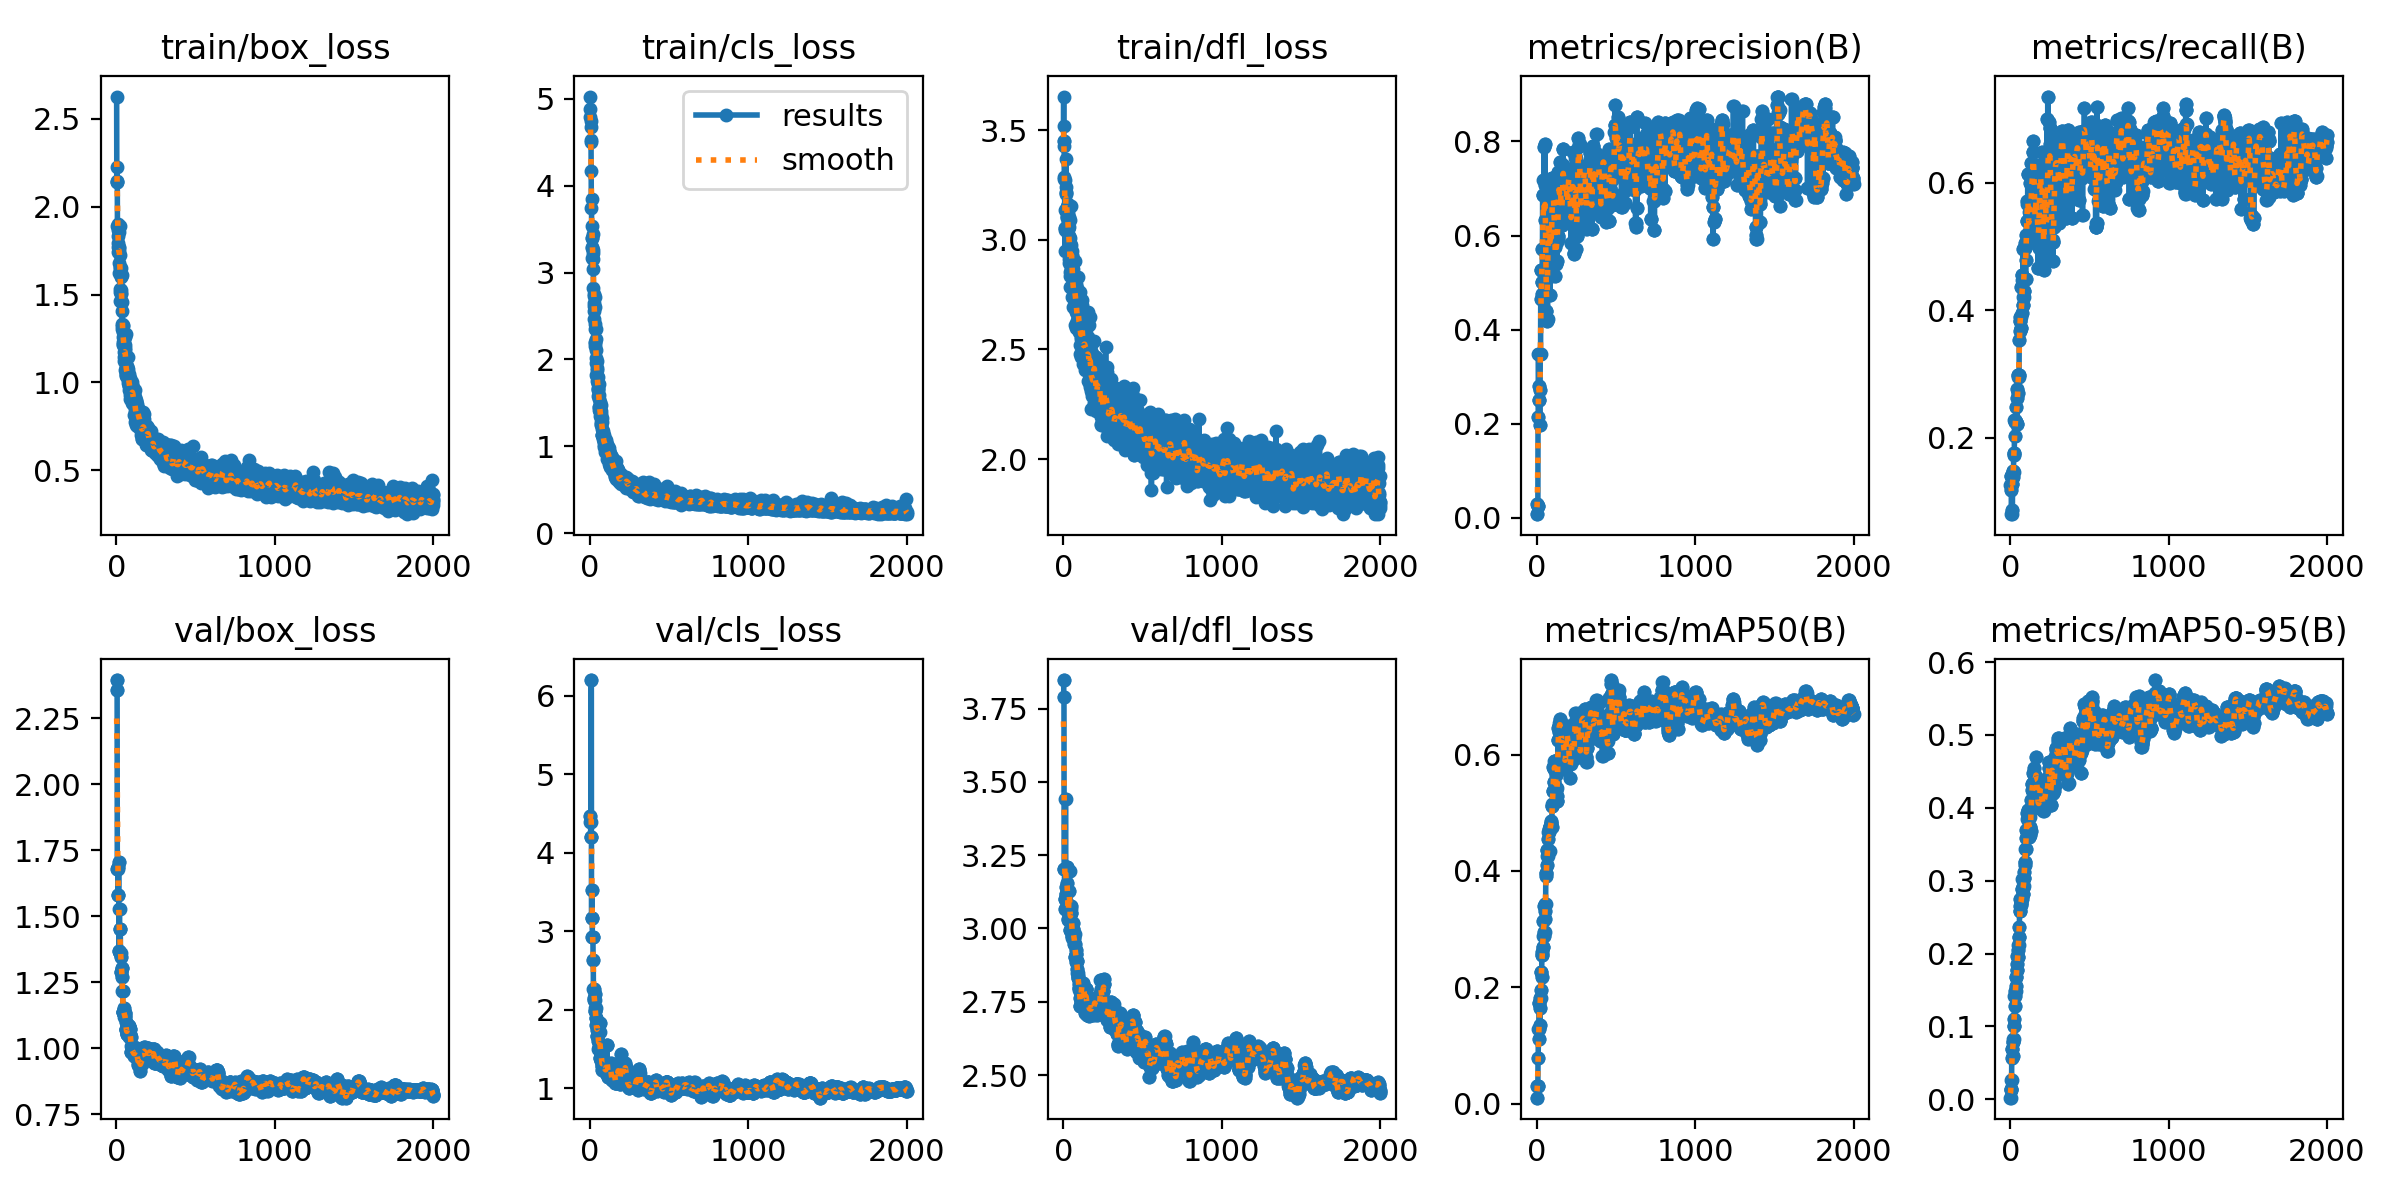 train/box_loss
2.5
2.0
1.5
1.0
0.5
0 1000 2000
train/cls_loss
results
smooth
5
4
3
2
1
0
0 1000 2000
train/dfl_loss
3.5
3.0
2.5
2.0
0 1000 2000
metrics/precision(B)
0.8
0.6
0.4
0.2
0.0
0 1000 2000
metrics/recall(B)
0.6
0.4
0.2
0 1000 2000
val/box_loss
2.25
2.00
1.75
1.50
1.25
1.00
0.75
0 1000 2000
val/cls_loss
6
5
4
3
2
1
0 1000 2000
val/dfl_loss
3.75
3.50
3.25
3.00
2.75
2.50
0 1000 2000
metrics/mAP50(B)
0.6
0.4
0.2
0.0
0 1000 2000
metrics/mAP50-95(B)
0.6
0.5
0.4
0.3
0.2
0.1
0.0
0 1000 2000